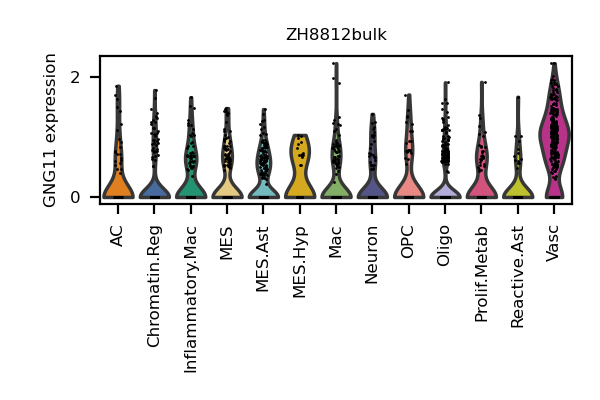 ZH8812bulk
GNG11 expression
2
0
AC
Chromatin.Reg
Inflammatory.Mac
MES
MES.Ast
MES.Hyp
Mac
Neuron
OPC
Oligo
Prolif.Metab
Reactive.Ast
Vasc